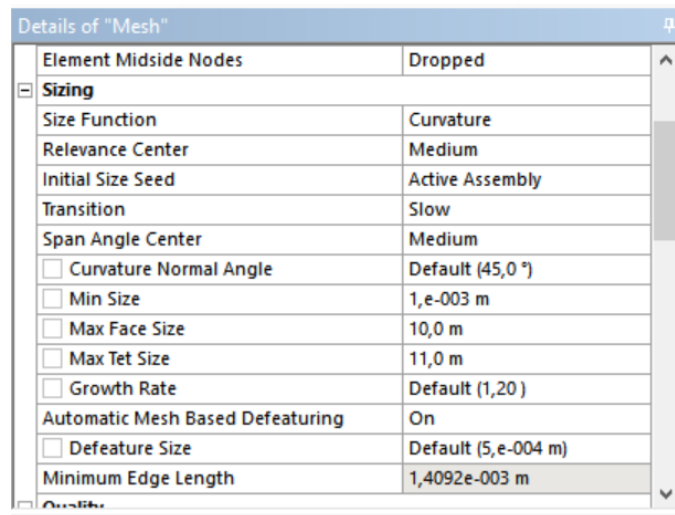 Details of "Mesh"
Element Midside Nodes Dropped
Sizing
Size Function Curvature
Relevance Center Medium
Initial Size Seed Active Assembly
Transition Slow
Span Angle Center Medium
Curvature Normal Angle Default (45,0 °)
Min Size 1,e-003 m
Max Face Size 10,0 m
Max Tet Size 11,0 m
Growth Rate Default (1,20 )
Automatic Mesh Based Defeaturing On
Defeature Size Default (5,e-004 m)
Minimum Edge Length 1,4092e-003 m
Quality